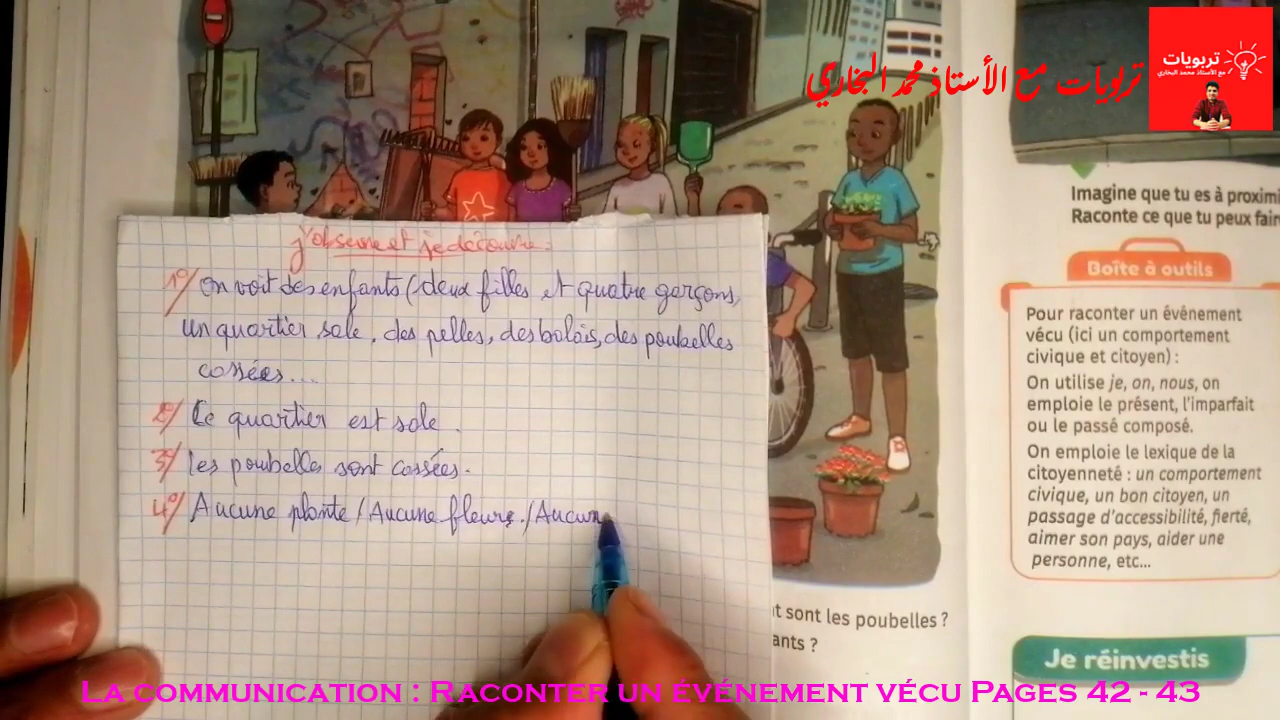 تربويات مع الأستاذ محمد البخاري
تربويات
مع الأستاذ محمد البخاري
j'observe et je découvre :
1°/ On voit des enfants (deux filles et quatre garçons,
un quartier sale, des pelles, des balais, des poubelles
cassées...
2°/ Le quartier est sale.
3°/ les poubelles sont cassées.
4°/ Aucune plante / Aucune fleurs. / Aucun
Imagine que tu es à proxim
Raconte ce que tu peux fair
Boîte à outils
Pour raconter un événement
vécu (ici un comportement
civique et citoyen) :
On utilise je, on, nous, on
emploie le présent, l'imparfait
ou le passé composé.
On emploie le lexique de la
citoyenneté : un comportement
civique, un bon citoyen, un
passage d'accessibilité, fierté,
aimer son pays, aider une
personne, etc...
t sont les poubelles ?
ants ?
Je réinvestis
La communication : Raconter un événement vécu Pages 42 - 43